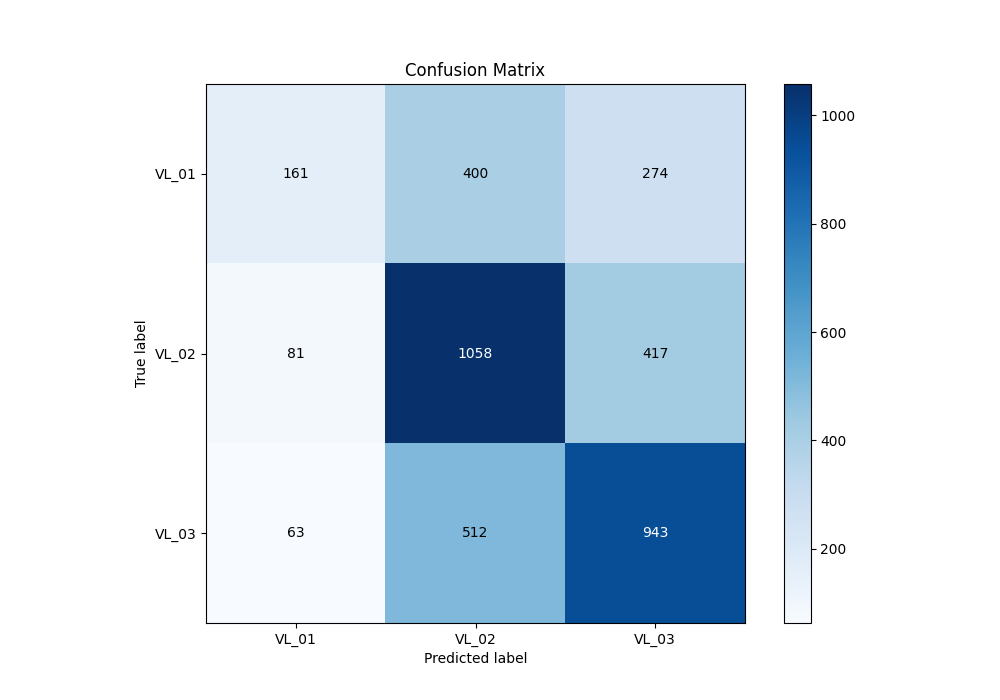 Confusion Matrix
True label
VL_01 161 400 274
VL_02 81 1058 417
VL_03 63 512 943
VL_01 VL_02 VL_03
Predicted label
1000
800
600
400
200